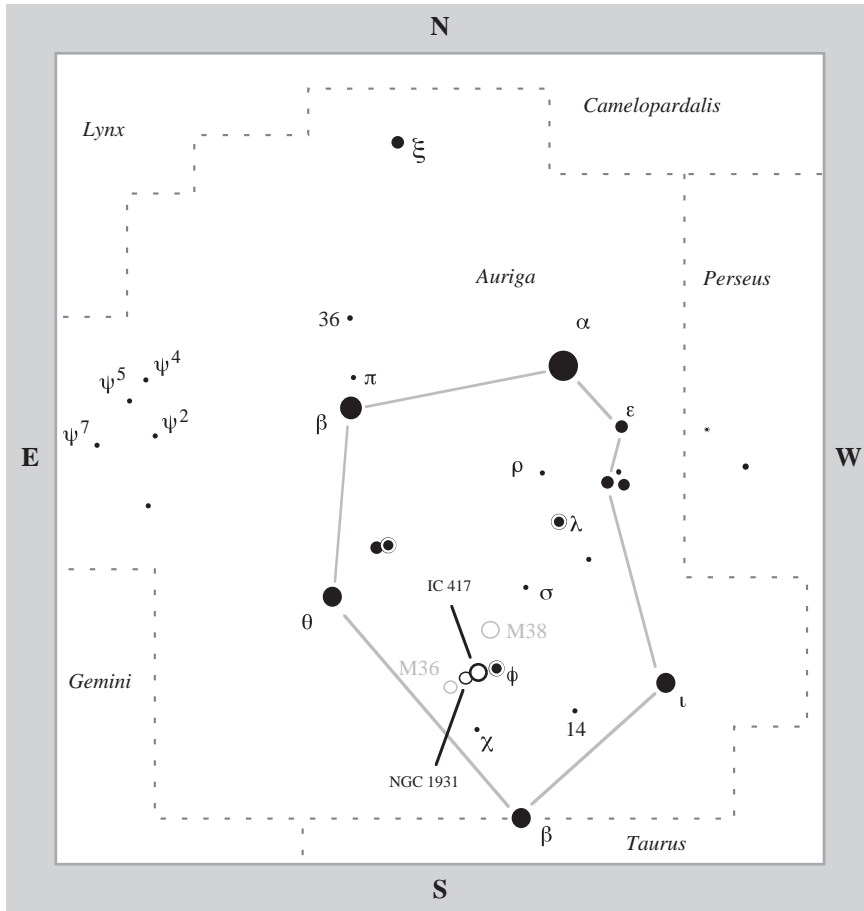 N
Camelopardalis
Lynx
ξ
Auriga
Perseus
36
α
ψ4
π
ψ5
ε
β
ψ2
ψ7
E
W
ρ
λ
IC 417
σ
θ
M38
M36
ϕ
Gemini
ι
14
χ
NGC 1931
β
Taurus
S